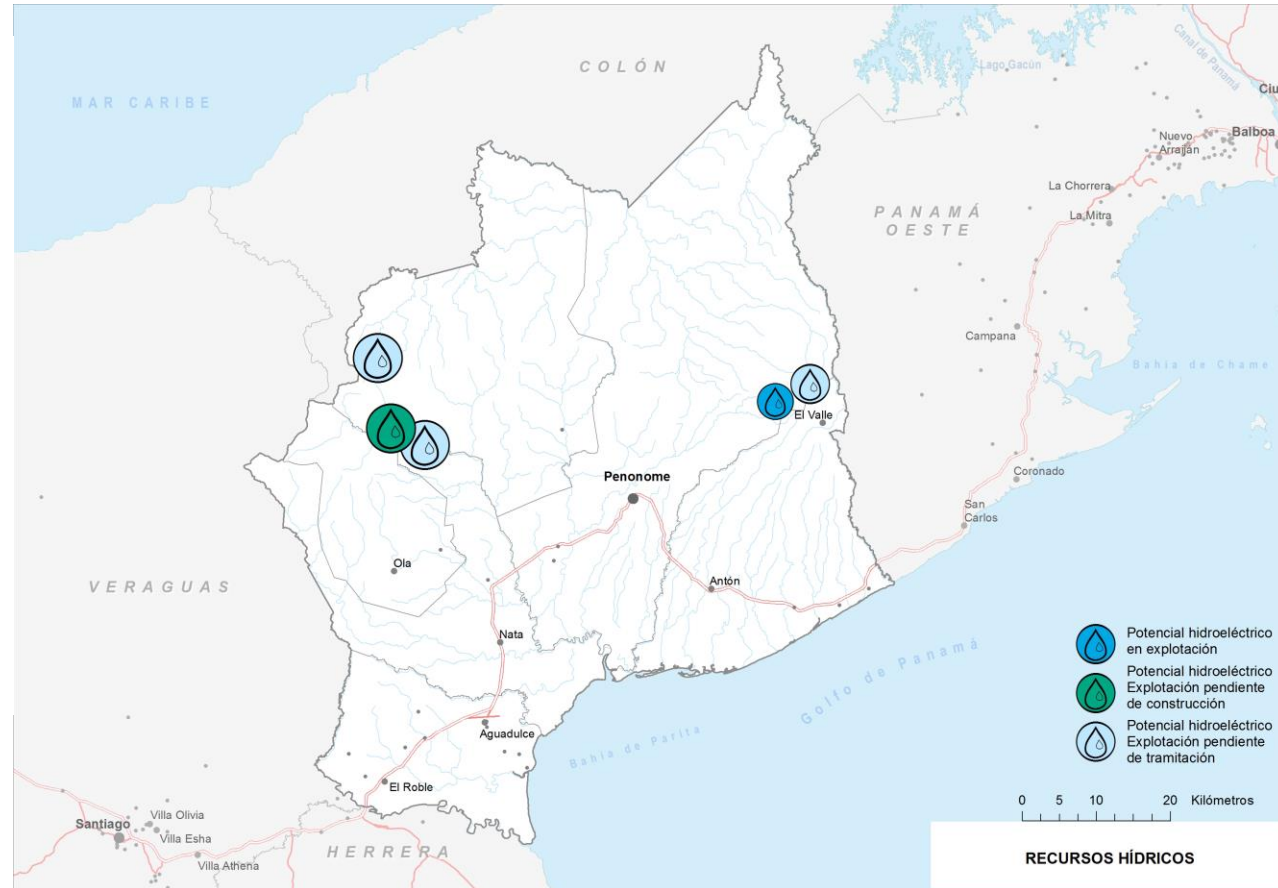 COLÓN
MAR CARIBE
Lago Gacún
Canal de Panamá
Ciu
Balboa
Nuevo
Arraiján
La Chorrera
La Mitra
PANAMÁ
OESTE
Campana
Bahía de Chame
El Valle
Penonome
Coronado
San
Carlos
Ola
Antón
VERAGUAS
Nata
Golfo de Panamá
Aguadulce
Bahía de Parita
El Roble
Villa Olivia
Santiago
Villa Esha
Villa Athena
HERRERA
Potencial hidroeléctrico
en explotación
Potencial hidroeléctrico
Explotación pendiente
de construcción
Potencial hidroeléctrico
Explotación pendiente
de tramitación
0 5 10 20 Kilómetros
RECURSOS HÍDRICOS